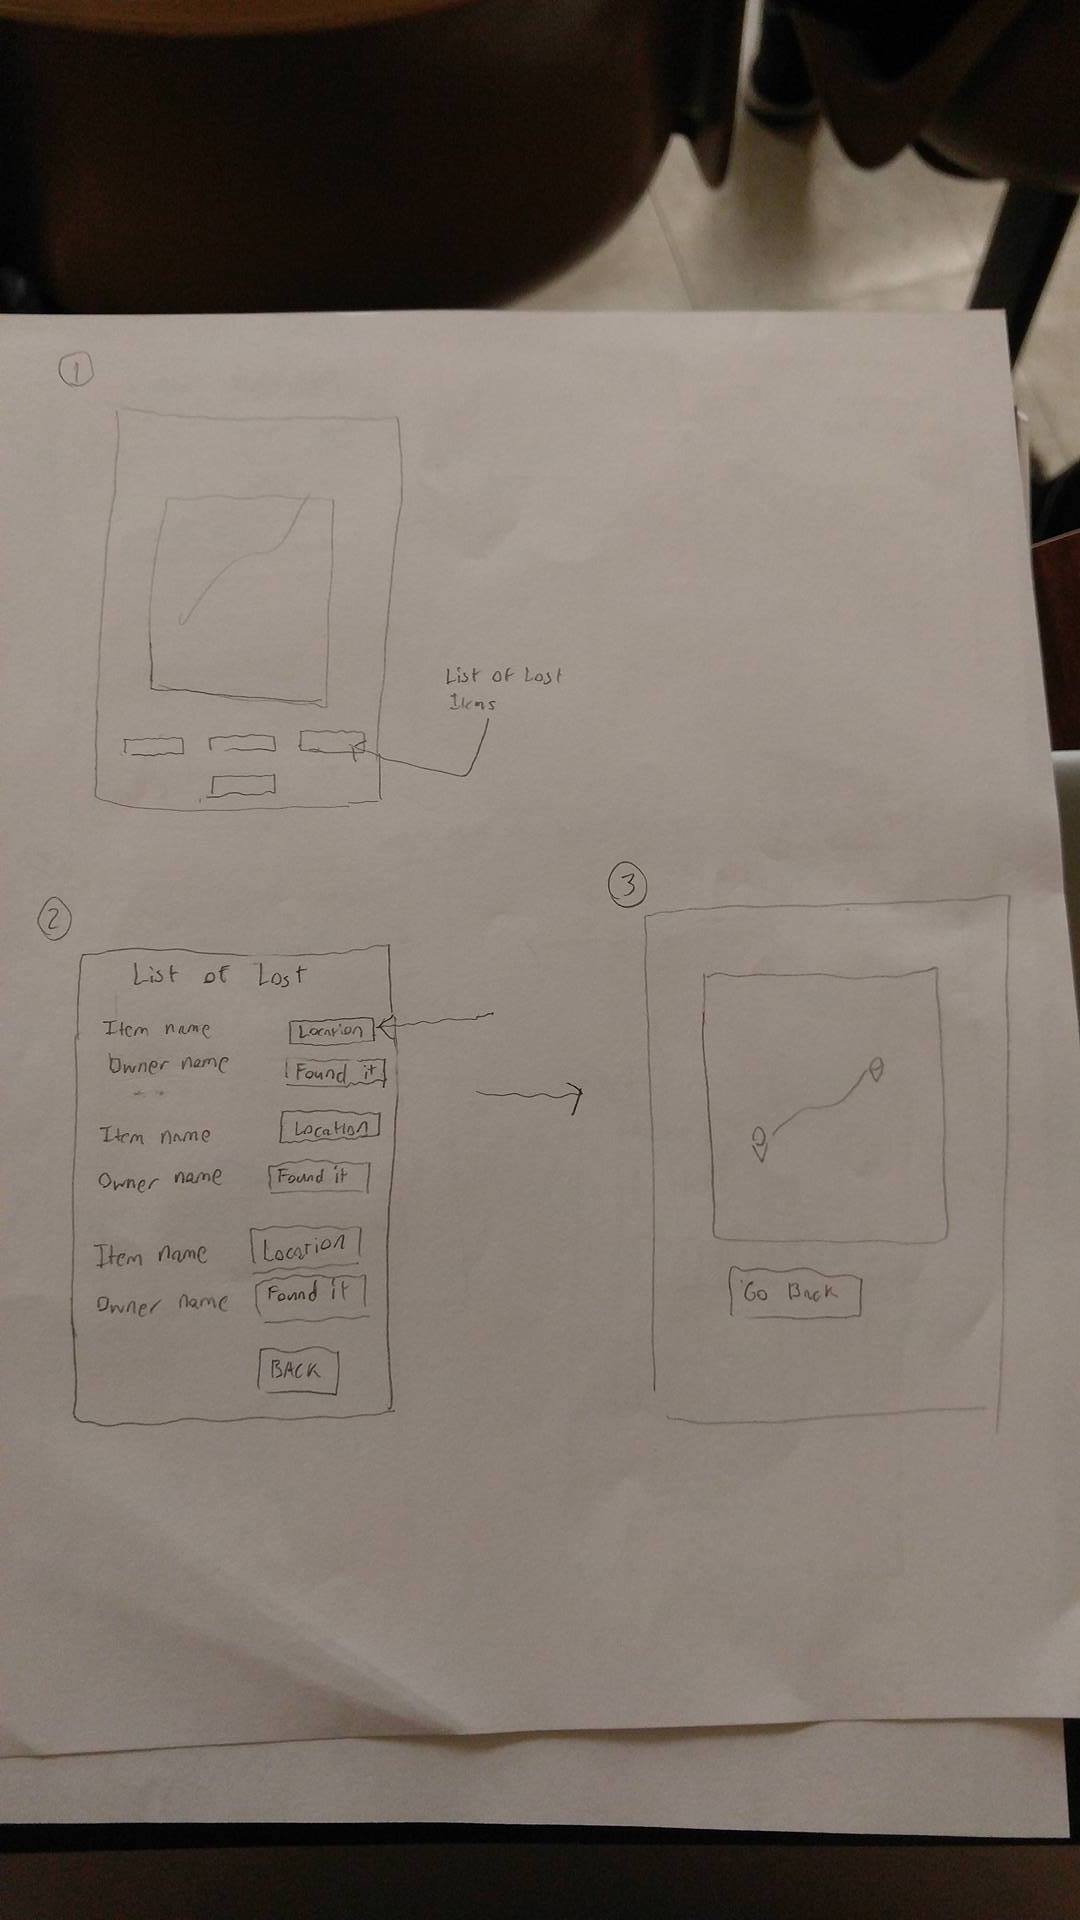 1
List of Lost
Items
2
List of Lost
Item name Location
Owner name Found it
Item name Location
Owner name Found it
Item name Location
Owner name Found it
BACK
3
Go Back